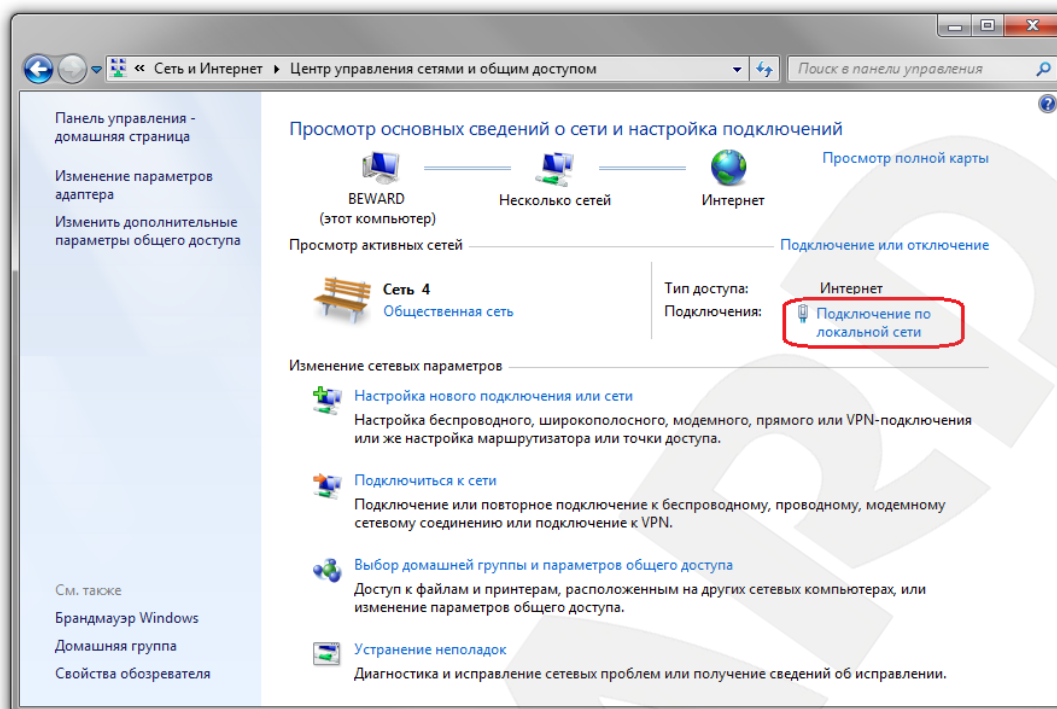 « Сеть и Интернет ▸ Центр управления сетями и общим доступом
Поиск в панели управления
Панель управления -
домашняя страница
Изменение параметров
адаптера
Изменить дополнительные
параметры общего доступа
См. также
Брандмауэр Windows
Домашняя группа
Свойства обозревателя
Просмотр основных сведений о сети и настройка подключений
Просмотр полной карты
BEWARD
(этот компьютер)
Несколько сетей
Интернет
Просмотр активных сетей
Подключение или отключение
Сеть 4
Общественная сеть
Тип доступа: Интернет
Подключения: Подключение по
локальной сети
Изменение сетевых параметров
Настройка нового подключения или сети
Настройка беспроводного, широкополосного, модемного, прямого или VPN-подключения
или же настройка маршрутизатора или точки доступа.
Подключиться к сети
Подключение или повторное подключение к беспроводному, проводному, модемному
сетевому соединению или подключение к VPN.
Выбор домашней группы и параметров общего доступа
Доступ к файлам и принтерам, расположенным на других сетевых компьютерах, или
изменение параметров общего доступа.
Устранение неполадок
Диагностика и исправление сетевых проблем или получение сведений об исправлении.